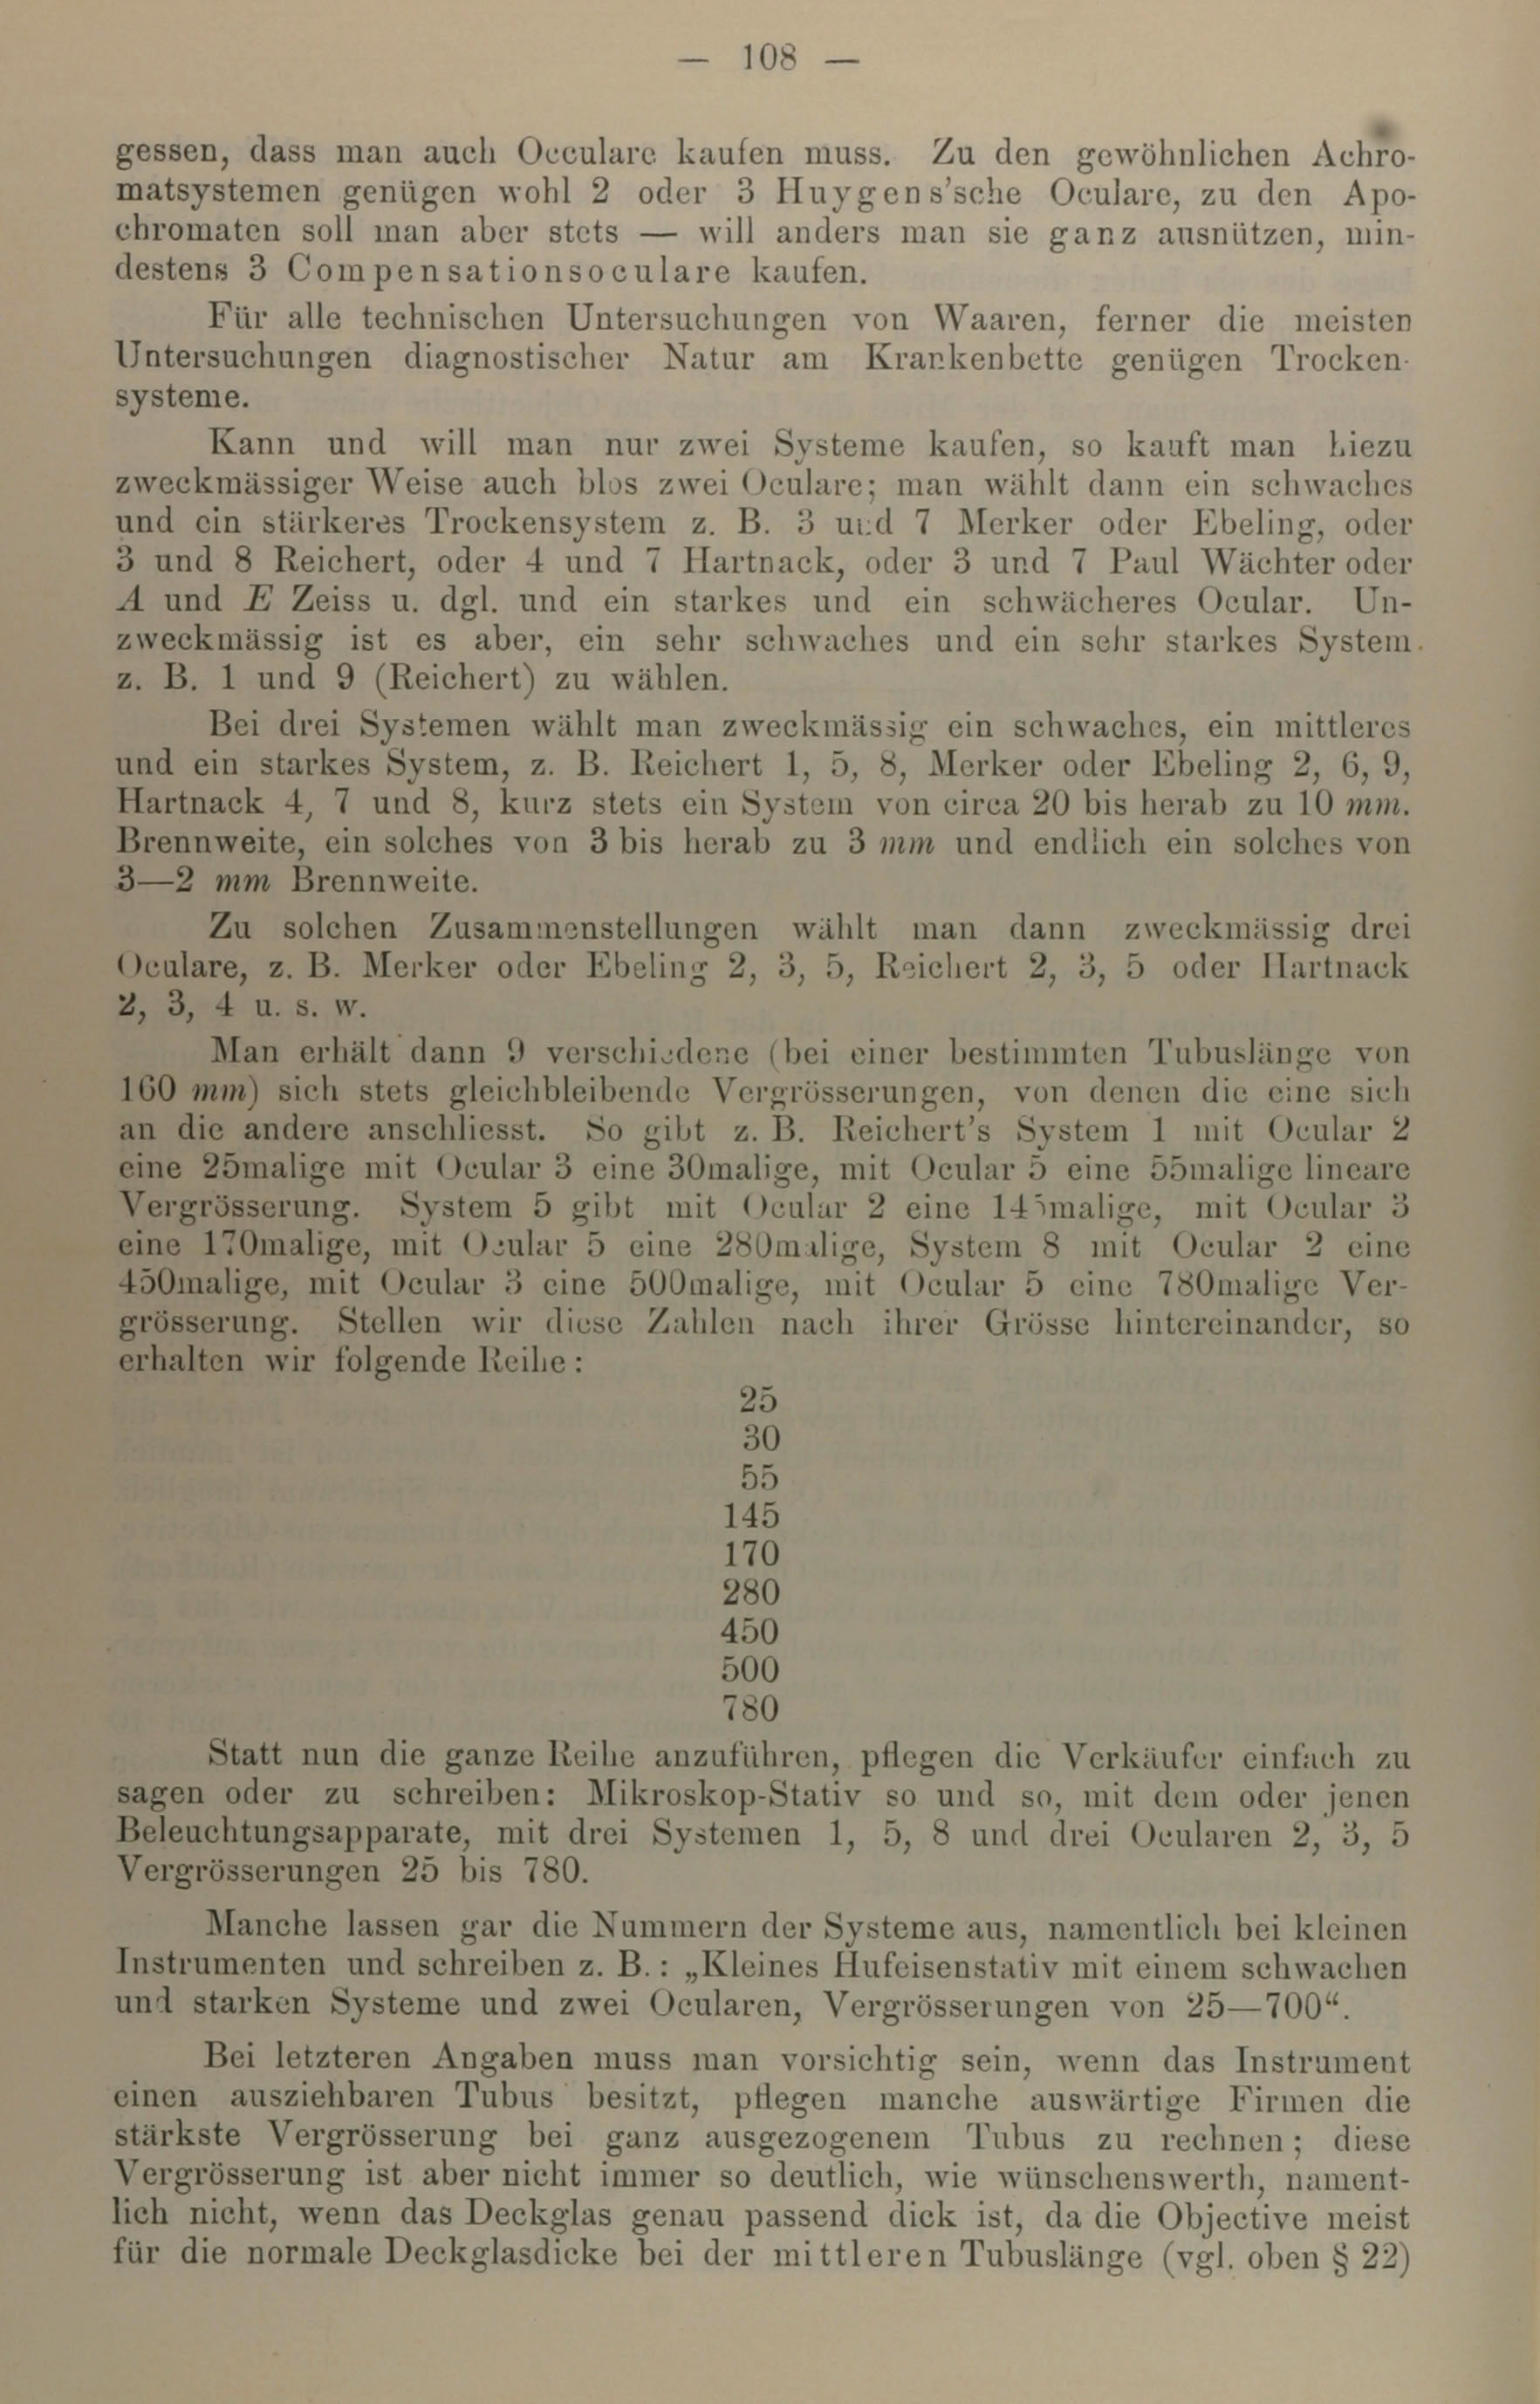 — 108 —
gessen, dass man auch Occulare kaufen muss. Zu den gewöhnlichen Achro-
matsystemen genügen wohl 2 oder 3 Huygens'sche Oculare, zu den Apo-
chromaten soll man aber stets — will anders man sie ganz ausnützen, min-
destens 3 Compensationsoculare kaufen.
Für alle technischen Untersuchungen von Waaren, ferner die meisten
Untersuchungen diagnostischer Natur am Krankenbette genügen Trocken-
systeme.
Kann und will man nur zwei Systeme kaufen, so kauft man hiezu
zweckmässiger Weise auch blos zwei Oculare; man wählt dann ein schwaches
und ein stärkeres Trockensystem z. B. 3 und 7 Merker oder Ebeling, oder
3 und 8 Reichert, oder 4 und 7 Hartnack, oder 3 und 7 Paul Wächter oder
A und E Zeiss u. dgl. und ein starkes und ein schwächeres Ocular. Un-
zweckmässig ist es aber, ein sehr schwaches und ein sehr starkes System.
z. B. 1 und 9 (Reichert) zu wählen.
Bei drei Systemen wählt man zweckmässig ein schwaches, ein mittleres
und ein starkes System, z. B. Reichert 1, 5, 8, Merker oder Ebeling 2, 6, 9,
Hartnack 4, 7 und 8, kurz stets ein System von circa 20 bis herab zu 10 mm.
Brennweite, ein solches von 3 bis herab zu 3 mm und endlich ein solches von
3—2 mm Brennweite.
Zu solchen Zusammenstellungen wählt man dann zweckmässig drei
Oculare, z. B. Merker oder Ebeling 2, 3, 5, Reichert 2, 3, 5 oder Hartnack
2, 3, 4 u. s. w.
Man erhält dann 9 verschiedene (bei einer bestimmten Tubuslänge von
160 mm) sich stets gleichbleibende Vergrösserungen, von denen die eine sich
an die andere anschliesst. So gibt z. B. Reichert's System 1 mit Ocular 2
eine 25malige mit Ocular 3 eine 30malige, mit Ocular 5 eine 55malige lineare
Vergrösserung. System 5 gibt mit Ocular 2 eine 145malige, mit Ocular 3
eine 170malige, mit Ocular 5 eine 280malige, System 8 mit Ocular 2 eine
450malige, mit Ocular 3 eine 500malige, mit Ocular 5 eine 780malige Ver-
grösserung. Stellen wir diese Zahlen nach ihrer Grösse hintereinander, so
erhalten wir folgende Reihe:
25
30
55
145
170
280
450
500
780
Statt nun die ganze Reihe anzuführen, pflegen die Verkäufer einfach zu
sagen oder zu schreiben: Mikroskop-Stativ so und so, mit dem oder jenen
Beleuchtungsapparate, mit drei Systemen 1, 5, 8 und drei Ocularen 2, 3, 5
Vergrösserungen 25 bis 780.
Manche lassen gar die Nummern der Systeme aus, namentlich bei kleinen
Instrumenten und schreiben z. B.: „Kleines Hufeisenstativ mit einem schwachen
und starken Systeme und zwei Ocularen, Vergrösserungen von 25—700“.
Bei letzteren Angaben muss man vorsichtig sein, wenn das Instrument
einen ausziehbaren Tubus besitzt, pflegen manche auswärtige Firmen die
stärkste Vergrösserung bei ganz ausgezogenem Tubus zu rechnen; diese
Vergrösserung ist aber nicht immer so deutlich, wie wünschenswerth, nament-
lich nicht, wenn das Deckglas genau passend dick ist, da die Objective meist
für die normale Deckglasdicke bei der mittleren Tubuslänge (vgl. oben § 22)